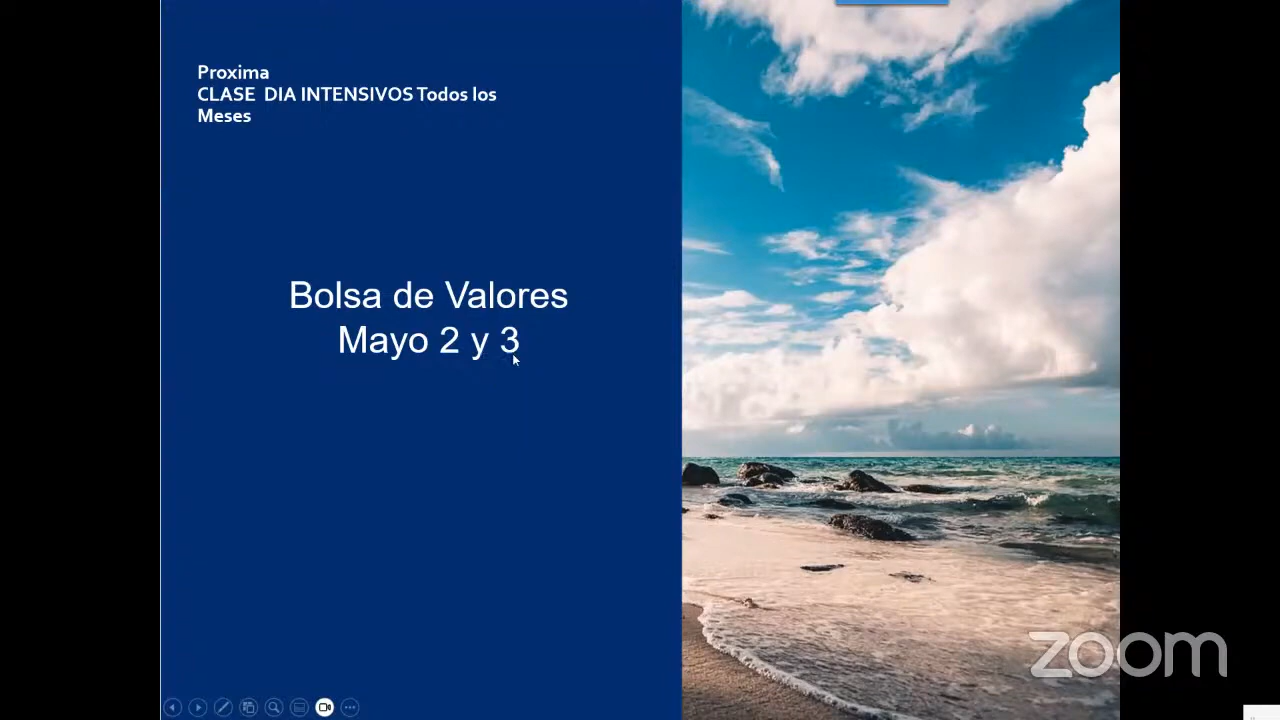 Proxima
CLASE DIA INTENSIVOS Todos los
Meses
Bolsa de Valores
Mayo 2 y 3
zoom